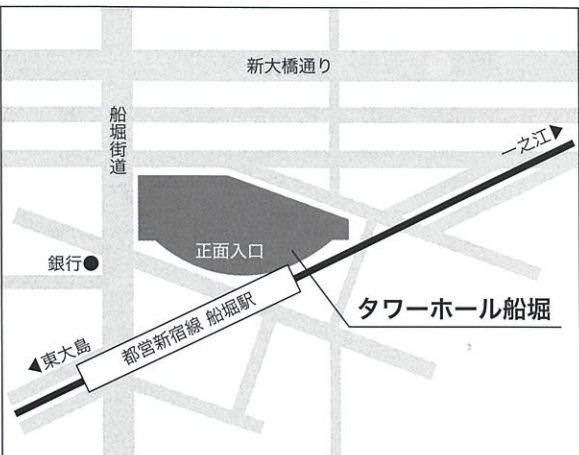 新大橋通り
船堀街道
一之江▶
正面入口
銀行●
タワーホール船堀
都営新宿線 船堀駅
◀東大島